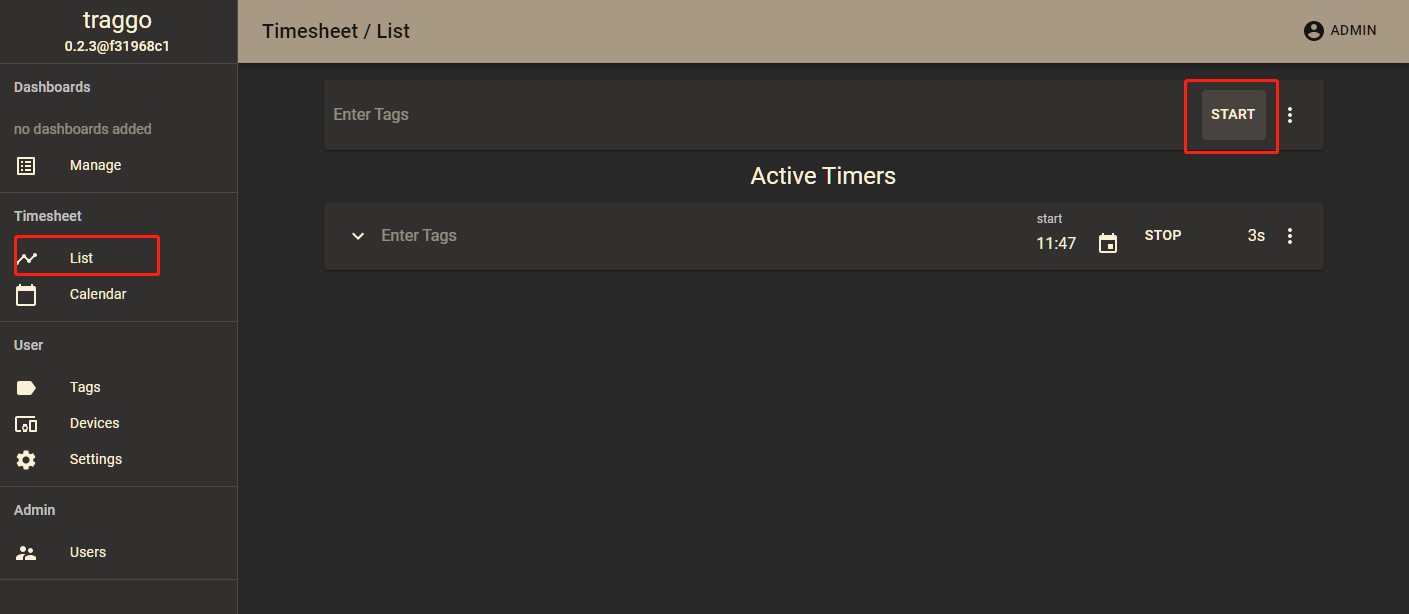 traggo
0.2.3@f31968c1
Dashboards
no dashboards added
Manage
Timesheet
List
Calendar
User
Tags
Devices
Settings
Admin
Users
Timesheet / List
ADMIN
Enter Tags
START
Active Timers
Enter Tags
start
11:47
STOP
3s